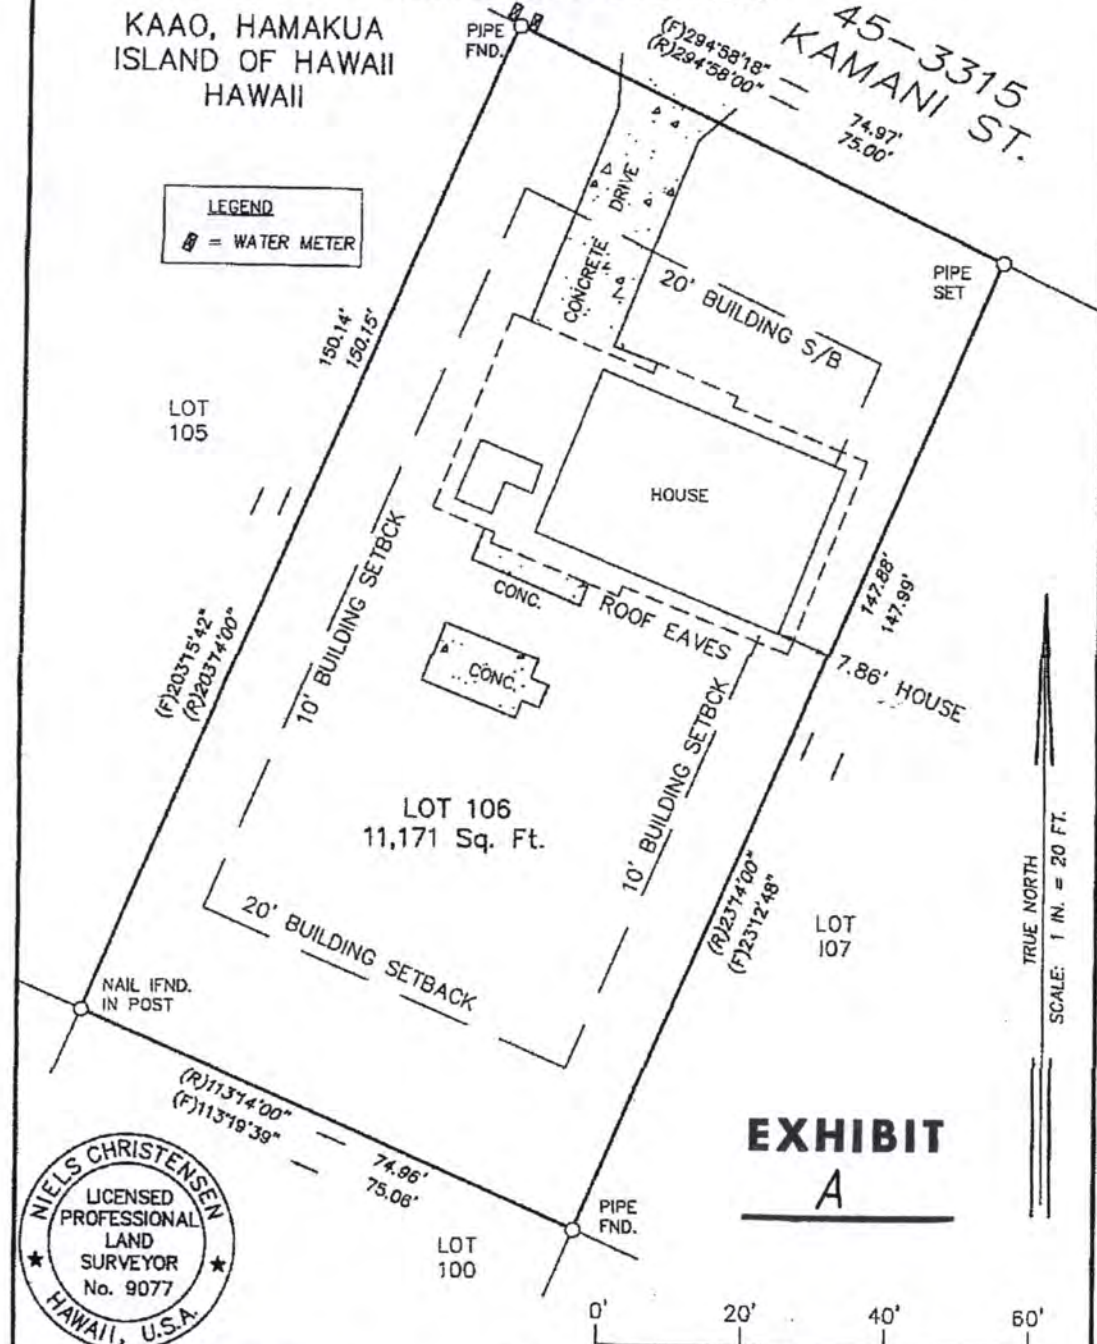 KAAO, HAMAKUA
ISLAND OF HAWAII
HAWAII
PIPE
FND.
(F)294°58'18"
(R)294°58'00"
74.97'
75.00'
45-3315
KAMANI ST.
LEGEND
= WATER METER
CONCRETE DRIVE
20' BUILDING S/B
PIPE
SET
150.14'
150.15'
LOT
105
HOUSE
10' BUILDING SETBCK
CONC.
ROOF EAVES
147.88'
147.99'
7.86' HOUSE
(F)203°15'42"
(R)203°14'00"
CONC.
10' BUILDING SETBCK
LOT 106
11,171 Sq. Ft.
(R)23°14'00"
(F)23°12'48"
LOT
107
TRUE NORTH
SCALE: 1 IN. = 20 FT.
20' BUILDING SETBACK
NAIL IFND.
IN POST
(R)113°14'00"
(F)113°19'39"
74.96'
75.06'
EXHIBIT
A
NIELS CHRISTENSEN
LICENSED
PROFESSIONAL
LAND
SURVEYOR
No. 9077
HAWAII, U.S.A.
PIPE
FND.
LOT
100
0' 20' 40' 60'